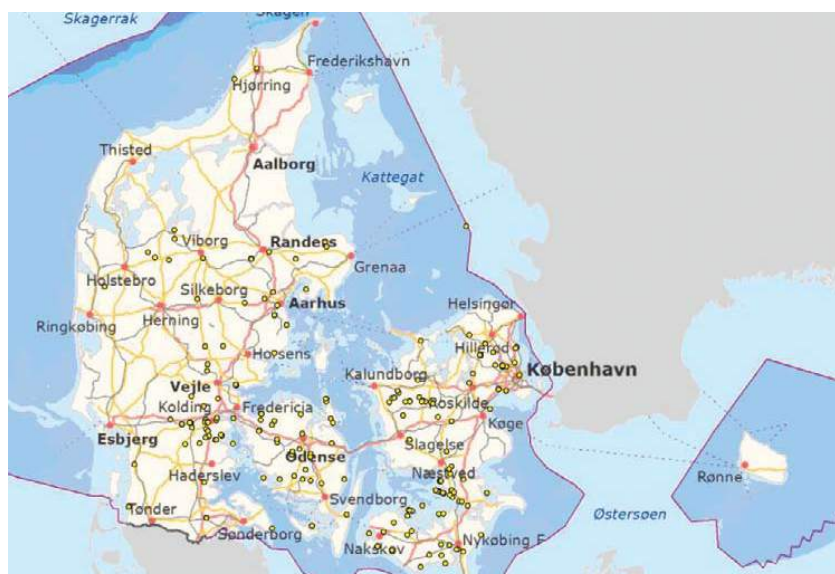 Skagerrak
Skagen
Frederikshavn
Hjørring
Thisted
Aalborg
Kattegat
Viborg
Randers
Holstebro
Grenaa
Silkeborg
Aarhus
Helsingør
Ringkøbing
Herning
Hillerød
Horsens
København
Vejle
Kalundborg
Kolding
Fredericia
Roskilde
Esbjerg
Køge
Slagelse
Odense
Haderslev
Næstved
Rønne
Svendborg
Tønder
Østersøen
Sønderborg
Nakskov
Nykøbing F